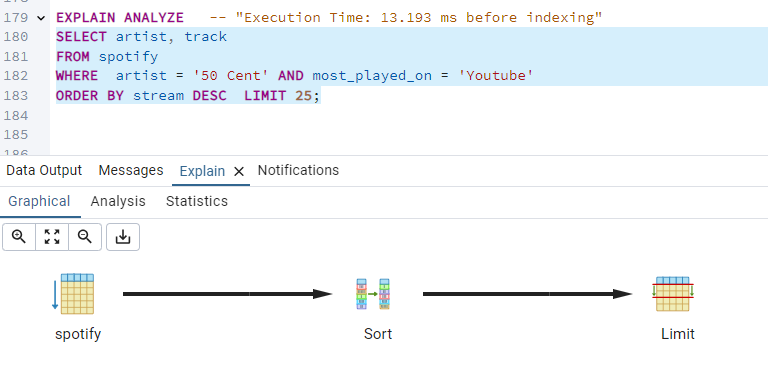 179 EXPLAIN ANALYZE   -- "Execution Time: 13.193 ms before indexing"
180 SELECT artist, track
181 FROM spotify
182 WHERE  artist = '50 Cent' AND most_played_on = 'Youtube'
183 ORDER BY stream DESC  LIMIT 25;
184
185
Data Output Messages Explain Notifications
Graphical Analysis Statistics
spotify Sort Limit